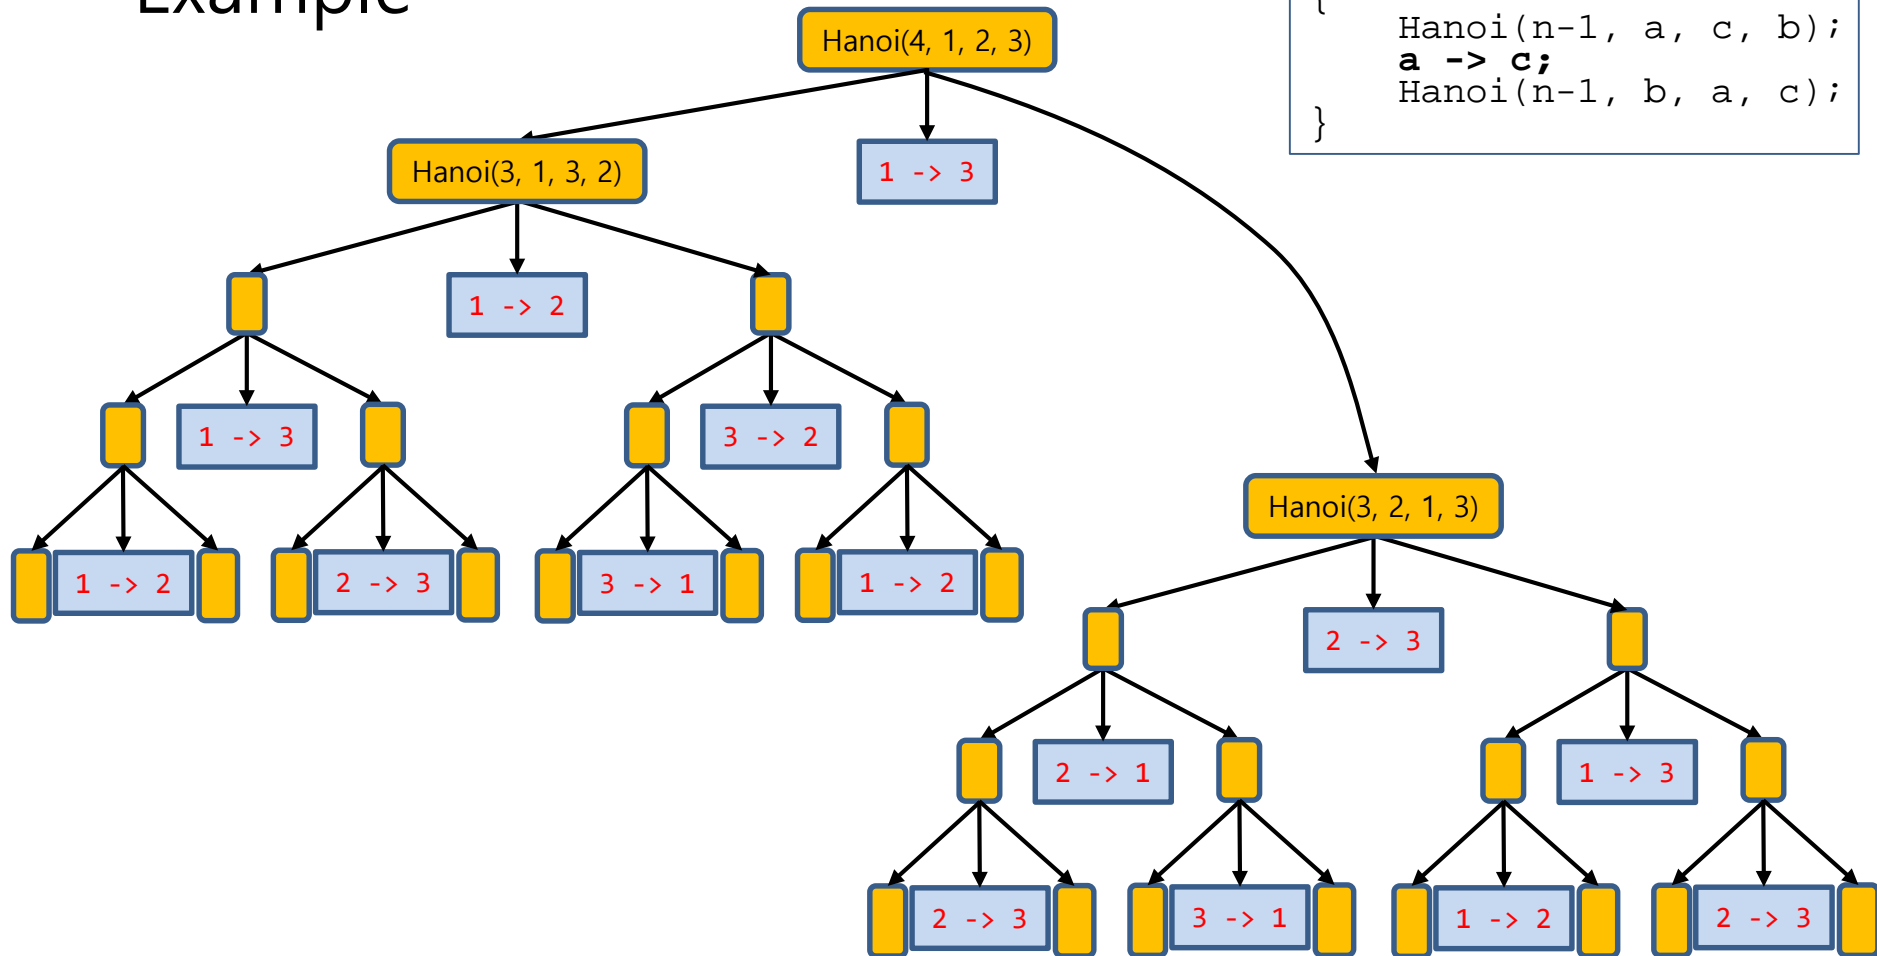 Example
{
Hanoi(n-1, a, c, b);
a -> c;
Hanoi(n-1, b, a, c);
}
Hanoi(4, 1, 2, 3)
Hanoi(3, 1, 3, 2)
1 -> 3
1 -> 2
1 -> 3
3 -> 2
1 -> 2
2 -> 3
3 -> 1
1 -> 2
Hanoi(3, 2, 1, 3)
2 -> 3
2 -> 1
1 -> 3
2 -> 3
3 -> 1
1 -> 2
2 -> 3